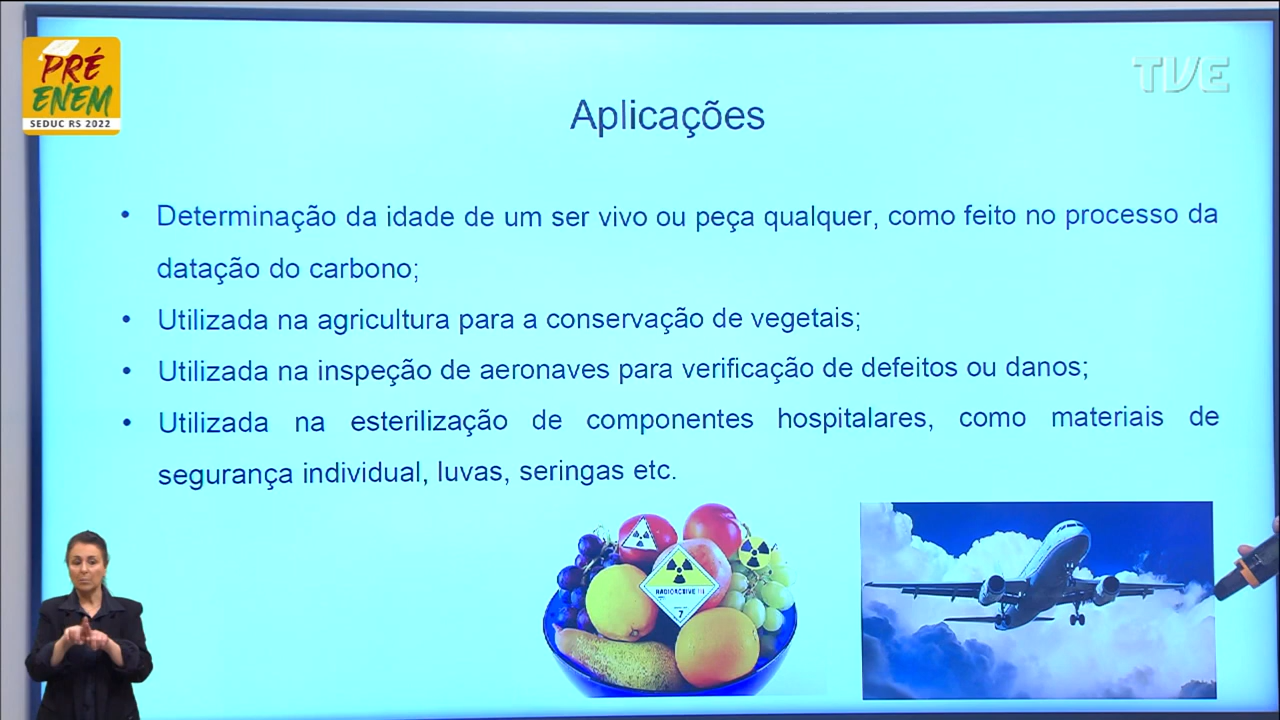 PRÉ
ENEM
SEDUC RS 2022
TVE
Aplicações
• Determinação da idade de um ser vivo ou peça qualquer, como feito no processo da
datação do carbono;
• Utilizada na agricultura para a conservação de vegetais;
• Utilizada na inspeção de aeronaves para verificação de defeitos ou danos;
• Utilizada na esterilização de componentes hospitalares, como materiais de
segurança individual, luvas, seringas etc.
RADIOACTIVE III
7